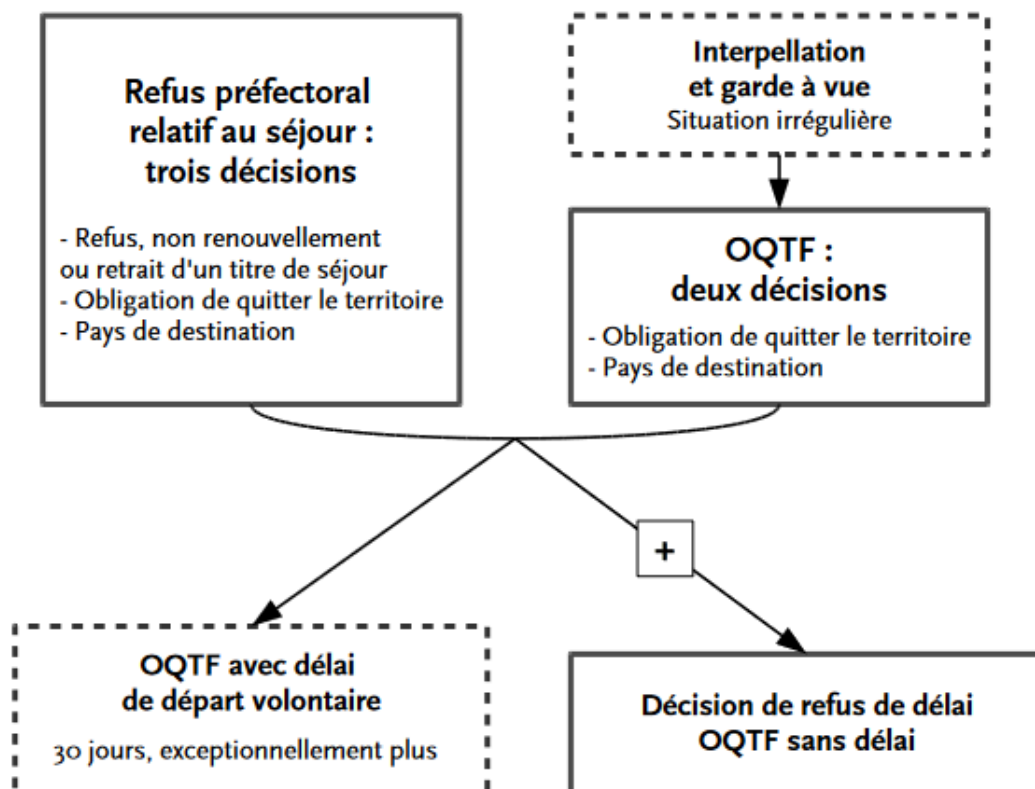 Refus préfectoral
relatif au séjour :
trois décisions
- Refus, non renouvellement
ou retrait d'un titre de séjour
- Obligation de quitter le territoire
- Pays de destination
Interpellation
et garde à vue
Situation irrégulière
OQTF :
deux décisions
- Obligation de quitter le territoire
- Pays de destination
+
OQTF avec délai
de départ volontaire
30 jours, exceptionnellement plus
Décision de refus de délai
OQTF sans délai